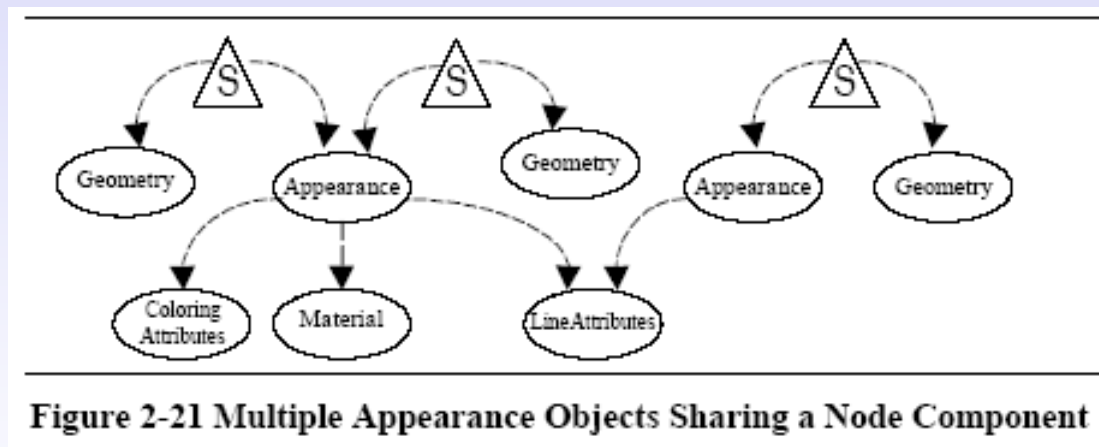 S S S
Geometry Appearance Geometry Appearance Geometry
Coloring
Attributes
Material
LineAttributes
Figure 2-21 Multiple Appearance Objects Sharing a Node Component